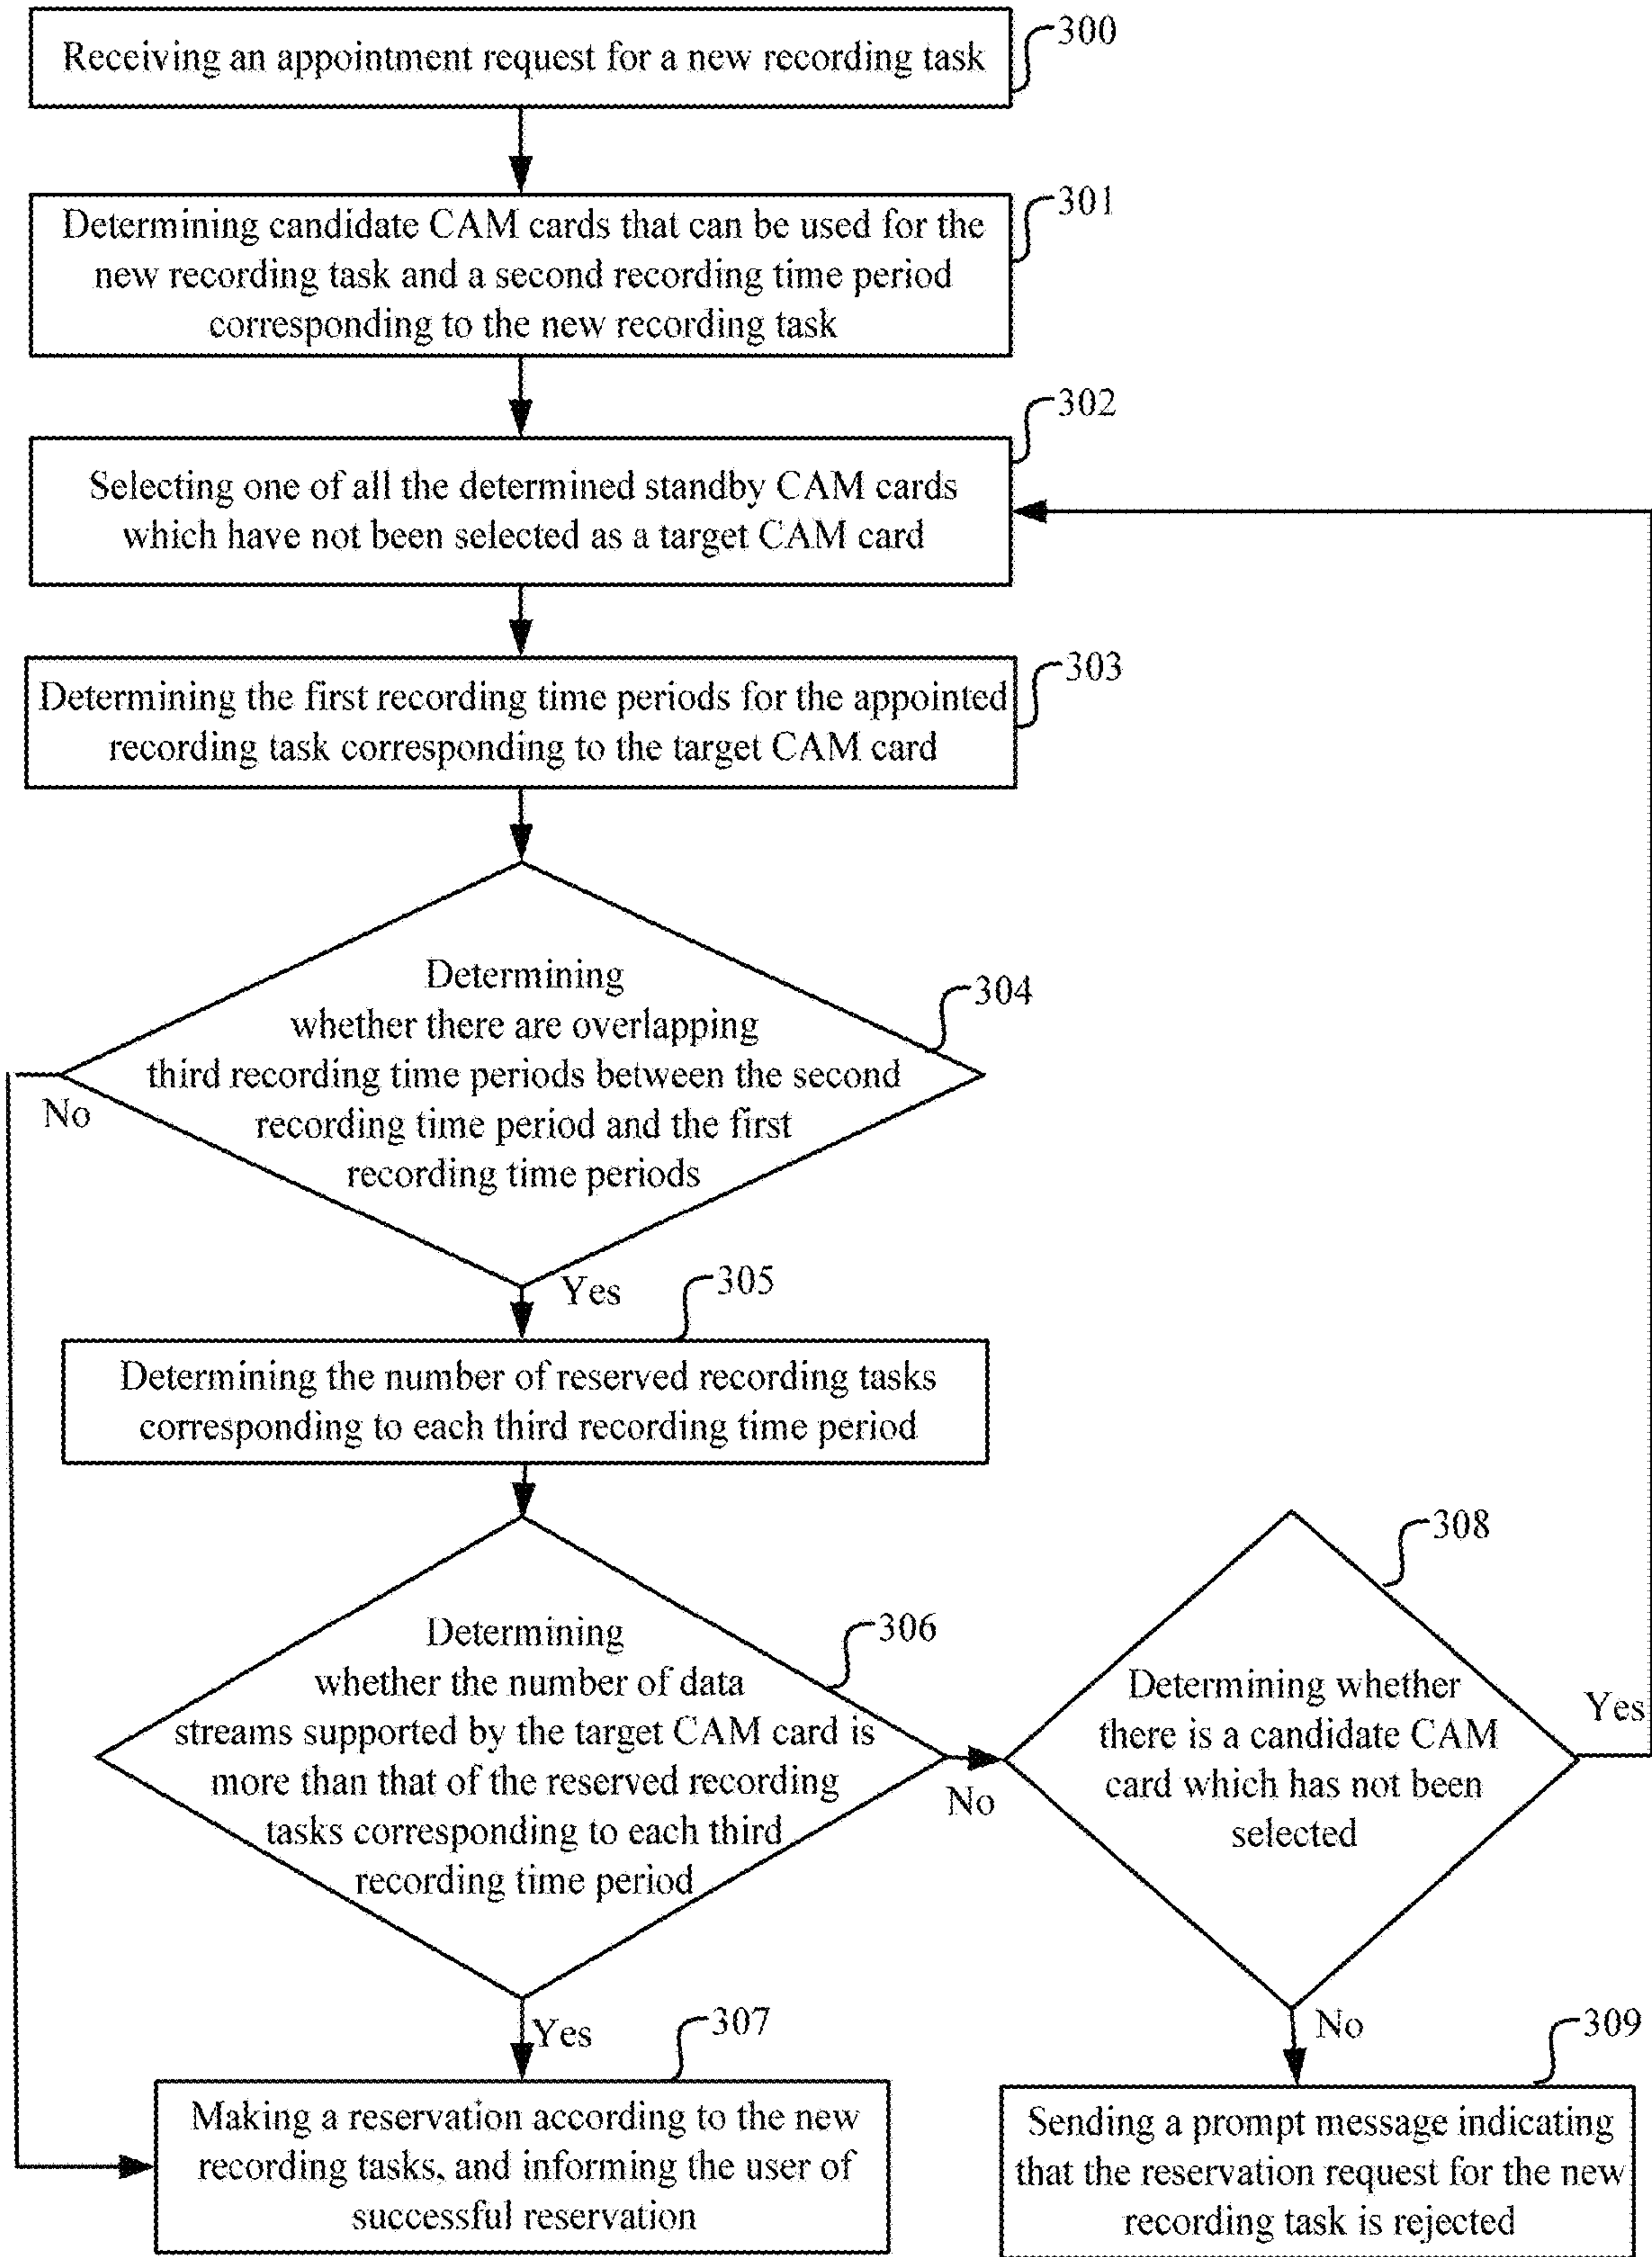 Receiving an appointment request for a new recording task
300
Determining candidate CAM cards that can be used for the
new recording task and a second recording time period
corresponding to the new recording task
301
Selecting one of all the determined standby CAM cards
which have not been selected as a target CAM card
302
Determining the first recording time periods for the appointed
recording task corresponding to the target CAM card
303
Determining
whether there are overlapping
third recording time periods between the second
recording time period and the first
recording time periods
304
No
Yes
305
Determining the number of reserved recording tasks
corresponding to each third recording time period
Determining
whether the number of data
streams supported by the target CAM card is
more than that of the reserved recording
tasks corresponding to each third
recording time period
306
No
Yes
308
Determining whether
there is a candidate CAM
card which has not been
selected
Yes
No
307
Making a reservation according to the new
recording tasks, and informing the user of
successful reservation
309
Sending a prompt message indicating
that the reservation request for the new
recording task is rejected